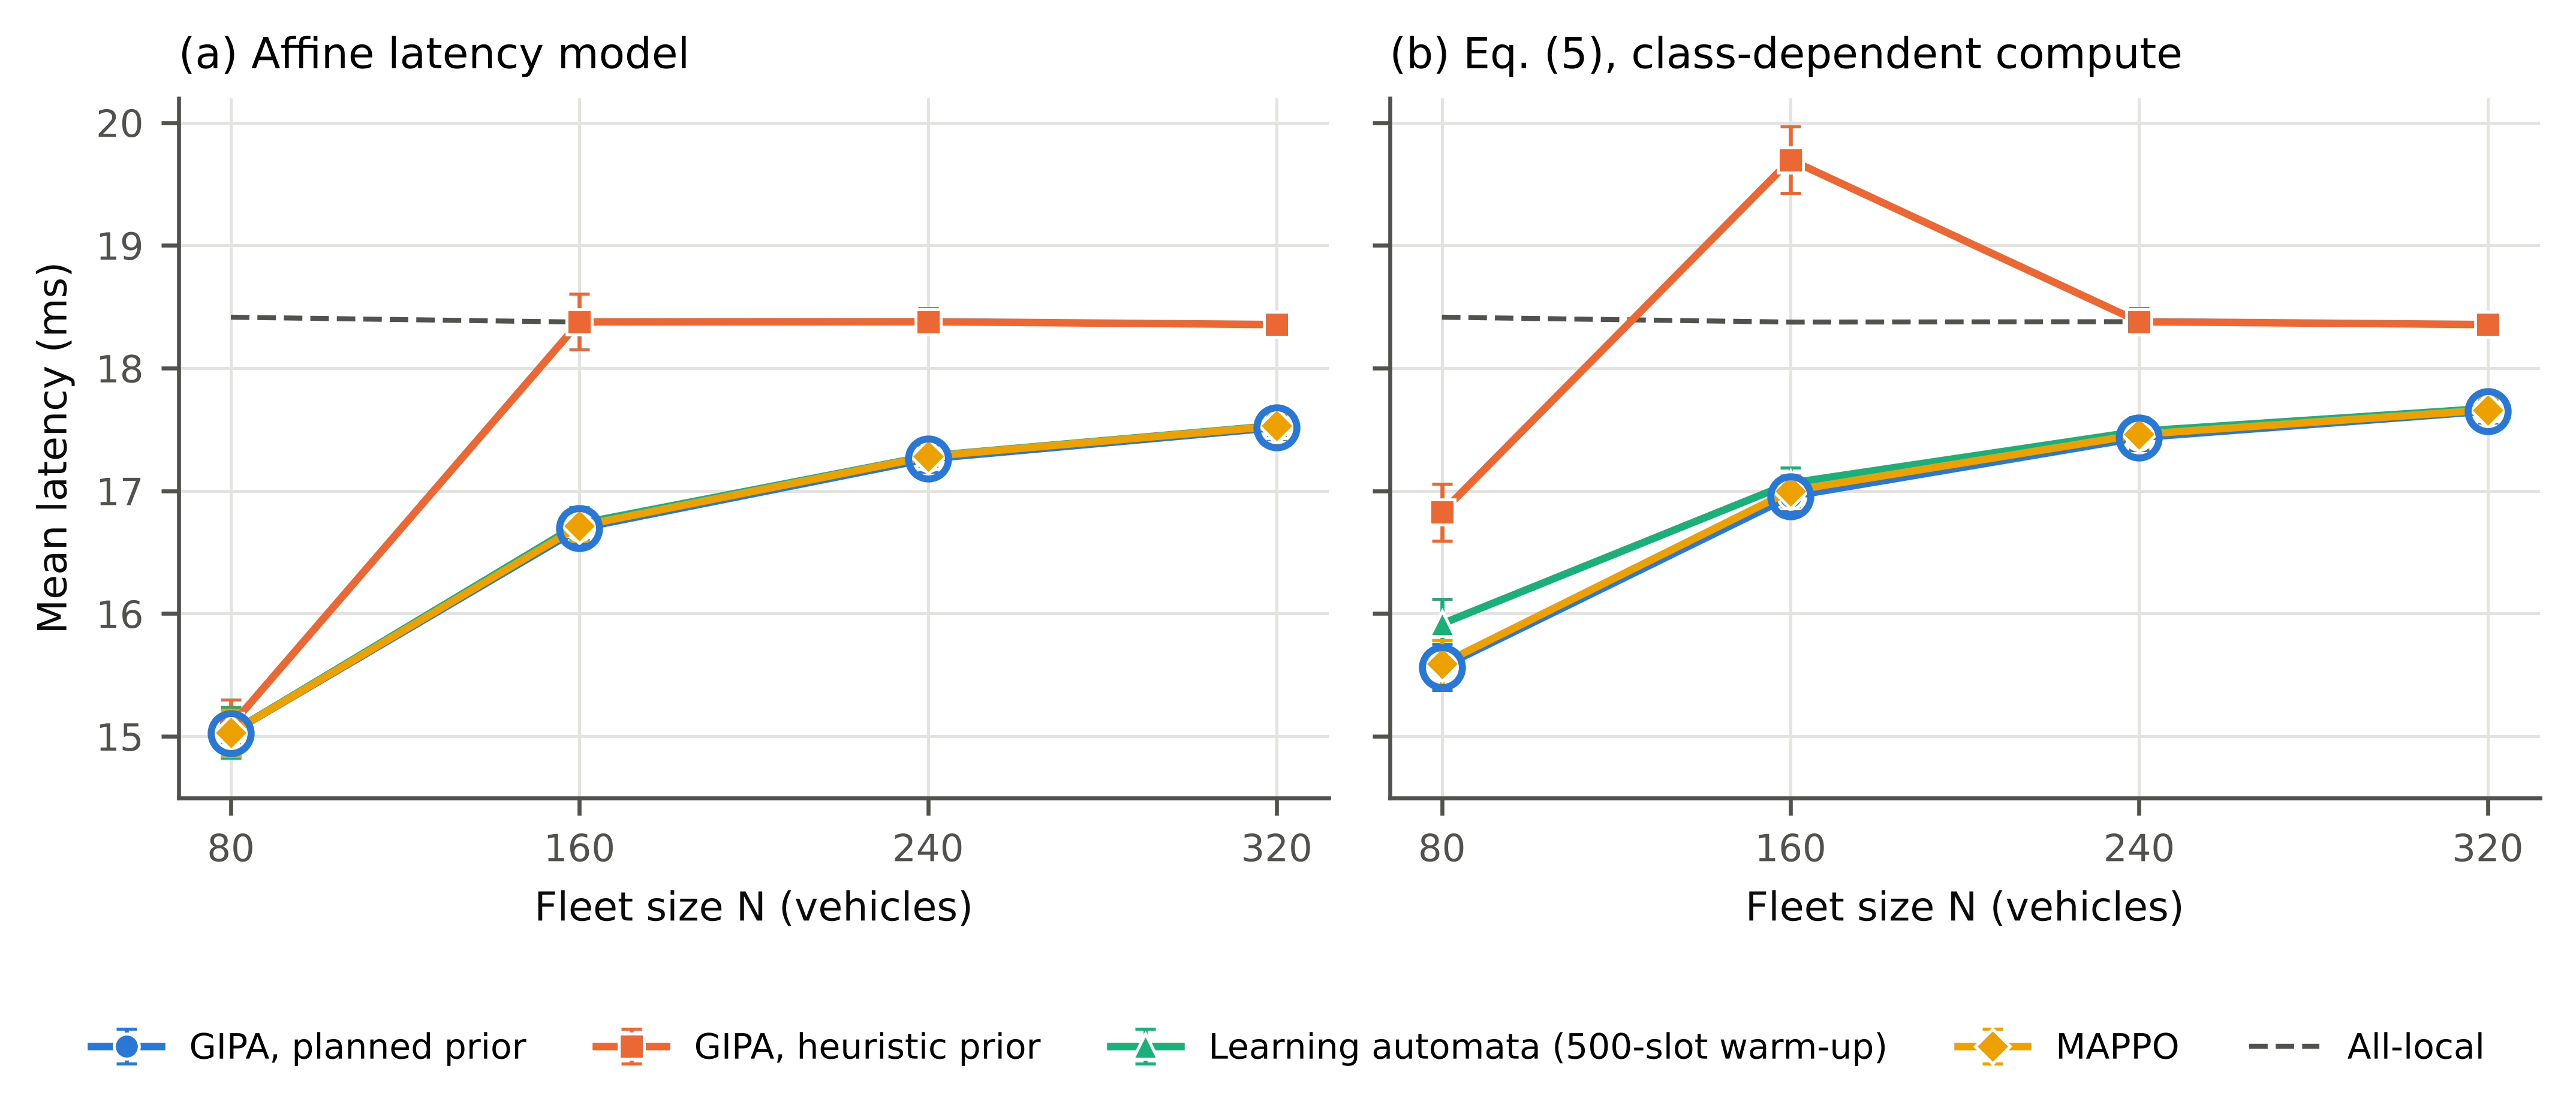 (a) Affine latency model
(b) Eq. (5), class-dependent compute
Mean latency (ms)
20
19
18
17
16
15
80 160 240 320
80 160 240 320
Fleet size N (vehicles)
Fleet size N (vehicles)
GIPA, planned prior
GIPA, heuristic prior
Learning automata (500-slot warm-up)
MAPPO
All-local